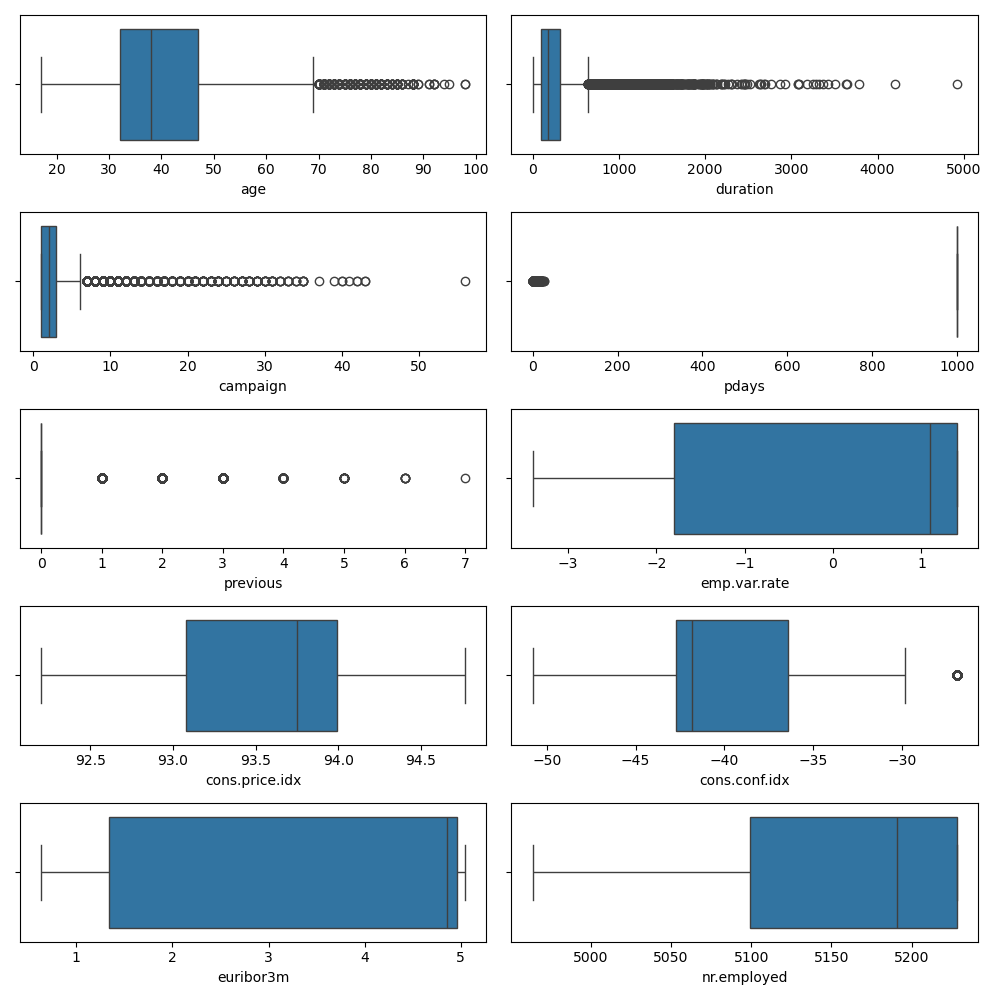 20 30 40 50 60 70 80 90 100
age
0 1000 2000 3000 4000 5000
duration
0 10 20 30 40 50
campaign
0 200 400 600 800 1000
pdays
0 1 2 3 4 5 6 7
previous
−3 −2 −1 0 1
emp.var.rate
92.5 93.0 93.5 94.0 94.5
cons.price.idx
−50 −45 −40 −35 −30
cons.conf.idx
1 2 3 4 5
euribor3m
5000 5050 5100 5150 5200
nr.employed